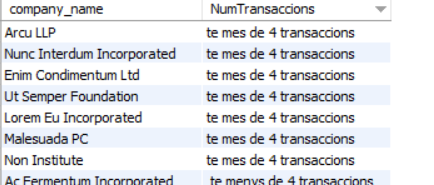 company_name NumTransaccions
Arcu LLP te mes de 4 transaccions
Nunc Interdum Incorporated te mes de 4 transaccions
Enim Condimentum Ltd te mes de 4 transaccions
Ut Semper Foundation te mes de 4 transaccions
Lorem Eu Incorporated te mes de 4 transaccions
Malesuada PC te mes de 4 transaccions
Non Institute te mes de 4 transaccions
Ac Fermentum Incorporated te menys de 4 transaccions